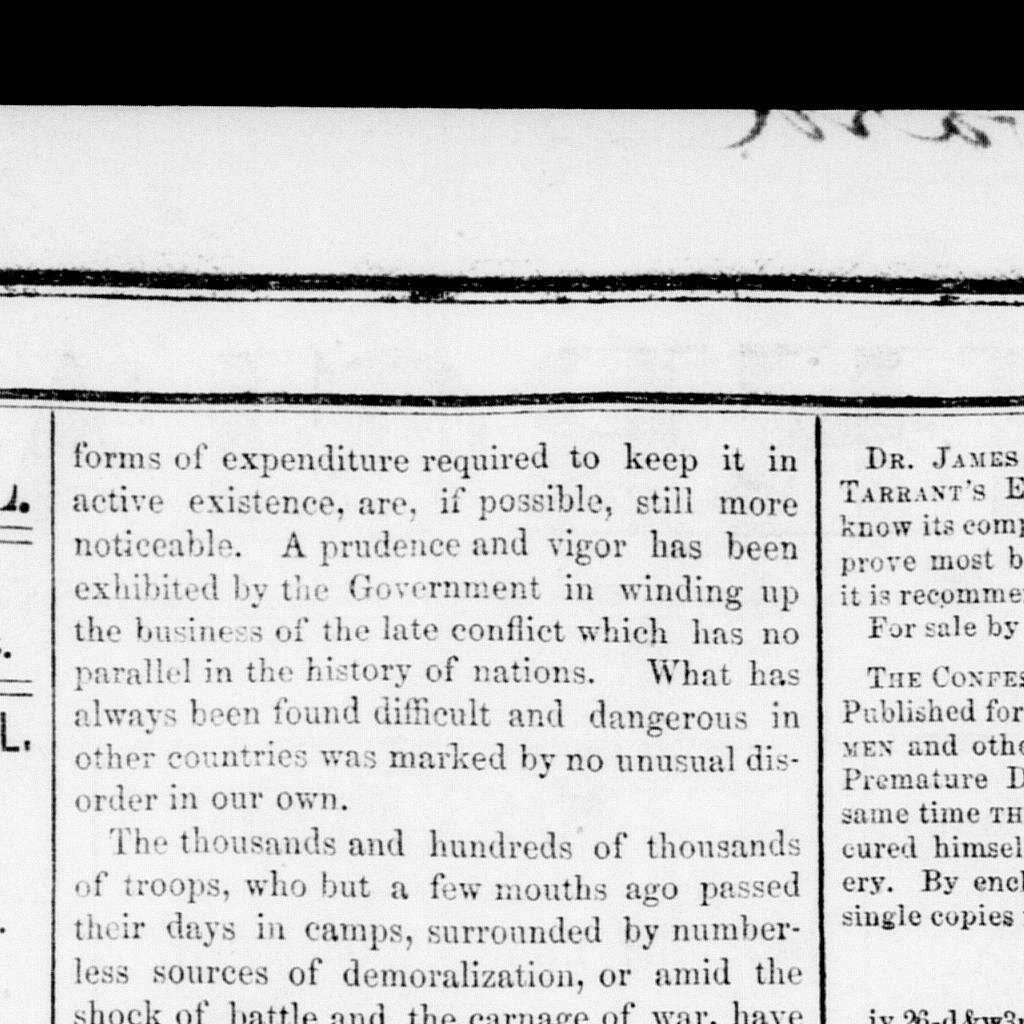 forms of expenditure required to keep it in
active existence, are, if possible, still more
noticeable. A prudence and vigor has been
exhibited by the Government in winding up
the business of the late conflict which has no
parallel in the history of nations. What has
always been found difficult and dangerous in
other countries was marked by no unusual dis-
order in our own.
The thousands and hundreds of thousands
of troops, who but a few mouths ago passed
their days in camps, surrounded by number-
less sources of demoralization, or amid the
shock of battle and the carnage of war, have
L.
DR. JAMES
TARRANT'S E
know its comp
prove most b
it is recomme
For sale by
THE CONFES
Published for
MEN and othe
Premature D
same time TH
cured himsel
ery. By encl
single copies
jy 26-d&w3